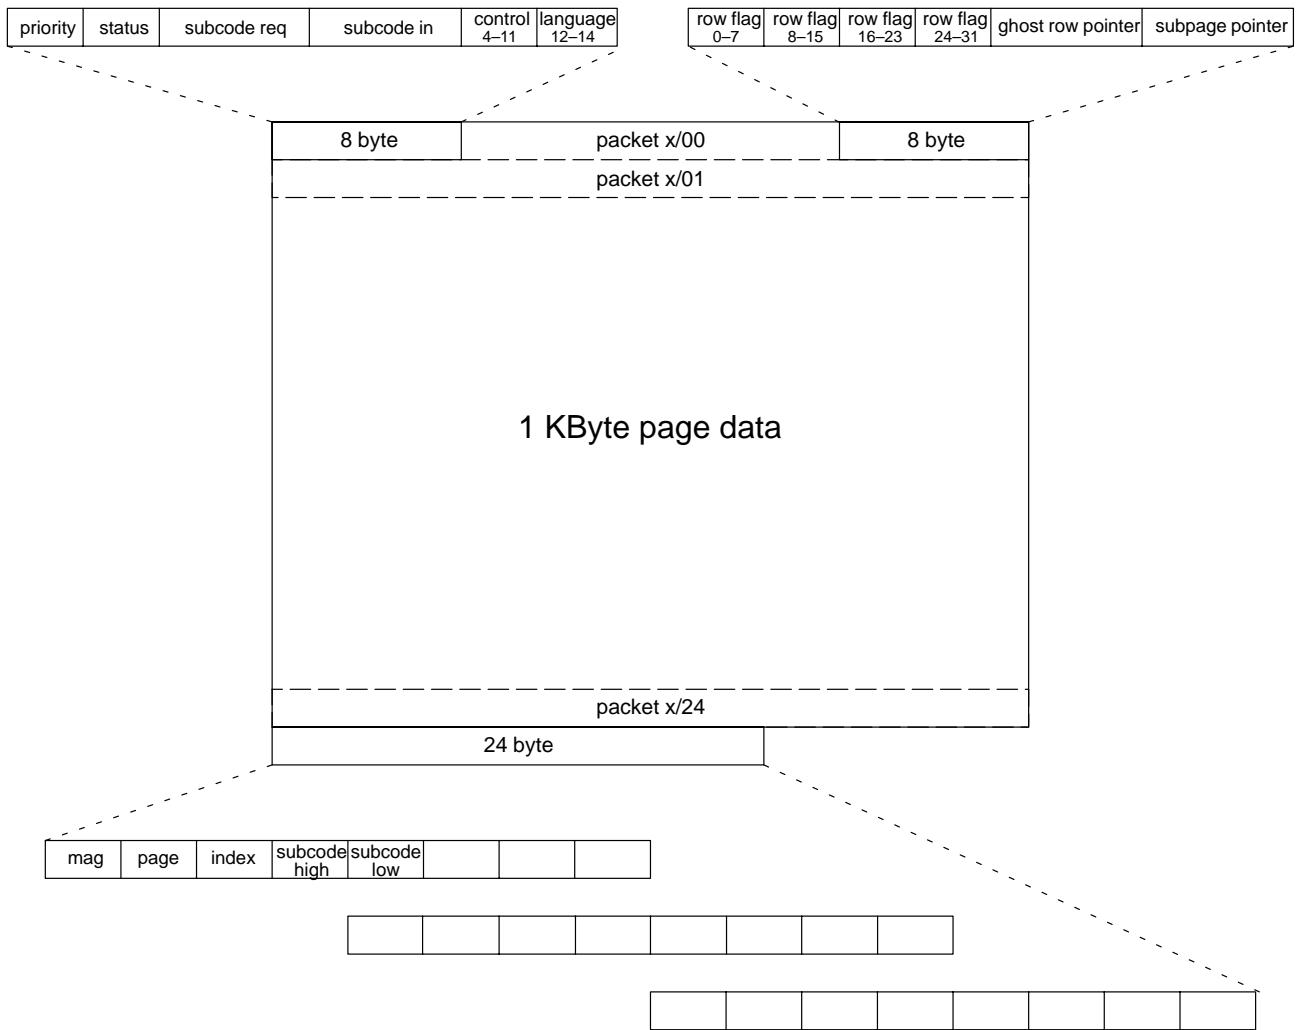 priority status subcode req subcode in control 4–11 language 12–14
row flag 0–7 row flag 8–15 row flag 16–23 row flag 24–31 ghost row pointer subpage pointer
8 byte packet x/00 8 byte
packet x/01
1 KByte page data
packet x/24
24 byte
mag page index subcode high subcode low